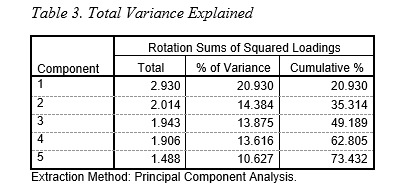 Table 3. Total Variance Explained
Rotation Sums of Squared Loadings
Component Total % of Variance Cumulative %
1 2.930 20.930 20.930
2 2.014 14.384 35.314
3 1.943 13.875 49.189
4 1.906 13.616 62.805
5 1.488 10.627 73.432
Extraction Method: Principal Component Analysis.